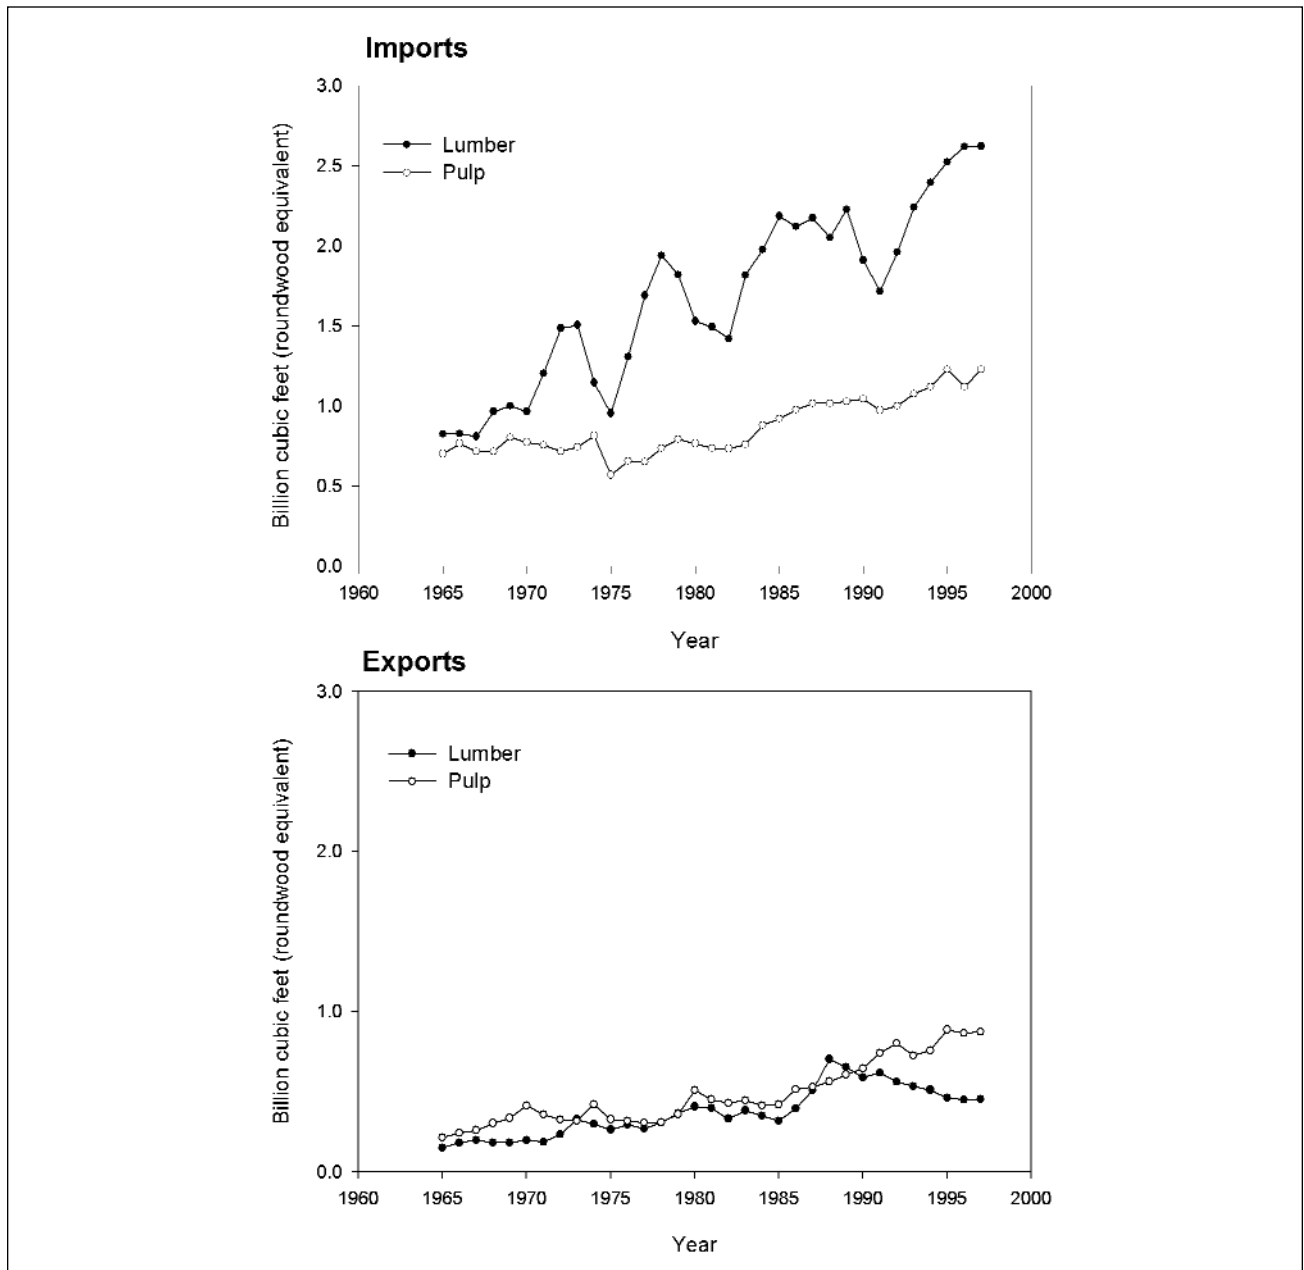 Imports
Billion cubic feet (roundwood equivalent)
3.0
2.5
2.0
1.5
1.0
0.5
0.0
Lumber
Pulp
1960 1965 1970 1975 1980 1985 1990 1995 2000
Year
Exports
Billion cubic feet (roundwood equivalent)
3.0
2.0
1.0
0.0
Lumber
Pulp
1960 1965 1970 1975 1980 1985 1990 1995 2000
Year